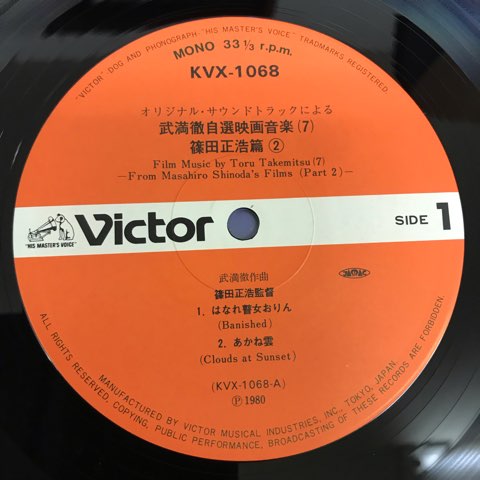 "VICTOR"-DOG AND PHONOGRAPH-"HIS MASTER'S VOICE" TRADMARKS REGISTERED.
MONO 33 1/3 r.p.m.
KVX-1068
オリジナル・サウンドトラックによる
武満徹自選映画音楽(7)
篠田正浩篇②
Film Music by Toru Takemitsu(7)
—From Masahiro Shinoda's Films (Part 2)—
"HIS MASTER'S VOICE"
Victor
SIDE 1
武満徹作曲
篠田正浩監督
1. はなれ瞽女おりん
(Banished)
2. あかね雲
(Clouds at Sunset)
(KVX-1068-A)
Ⓟ1980
MANUFACTURED BY VICTOR MUSICAL INDUSTRIES, INC., TOKYO, JAPAN
ALL RIGHTS RESERVED. COPYING, PUBLIC PERFORMANCE, BROADCASTING OF THESE RECORDS ARE FORBIDDEN.